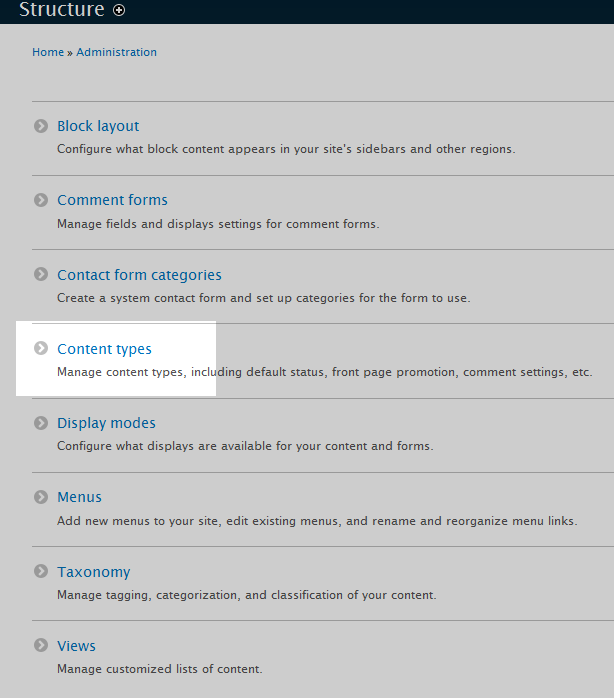 Structure
Home » Administration
Block layout
Configure what block content appears in your site's sidebars and other regions.
Comment forms
Manage fields and displays settings for comment forms.
Contact form categories
Create a system contact form and set up categories for the form to use.
Content types
Manage content types, including default status, front page promotion, comment settings, etc.
Display modes
Configure what displays are available for your content and forms.
Menus
Add new menus to your site, edit existing menus, and rename and reorganize menu links.
Taxonomy
Manage tagging, categorization, and classification of your content.
Views
Manage customized lists of content.